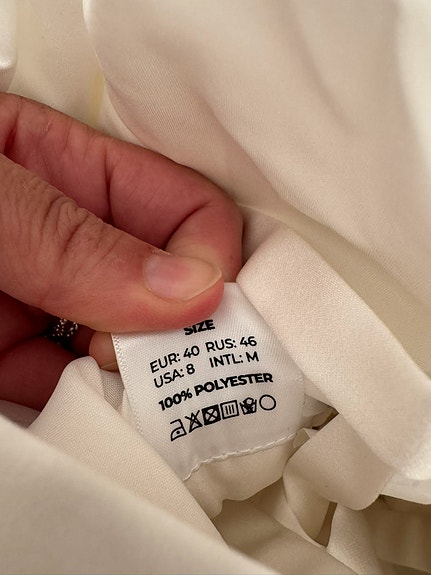 SIZE
EUR: 40 RUS: 46
USA: 8 INTL: M
100% POLYESTER